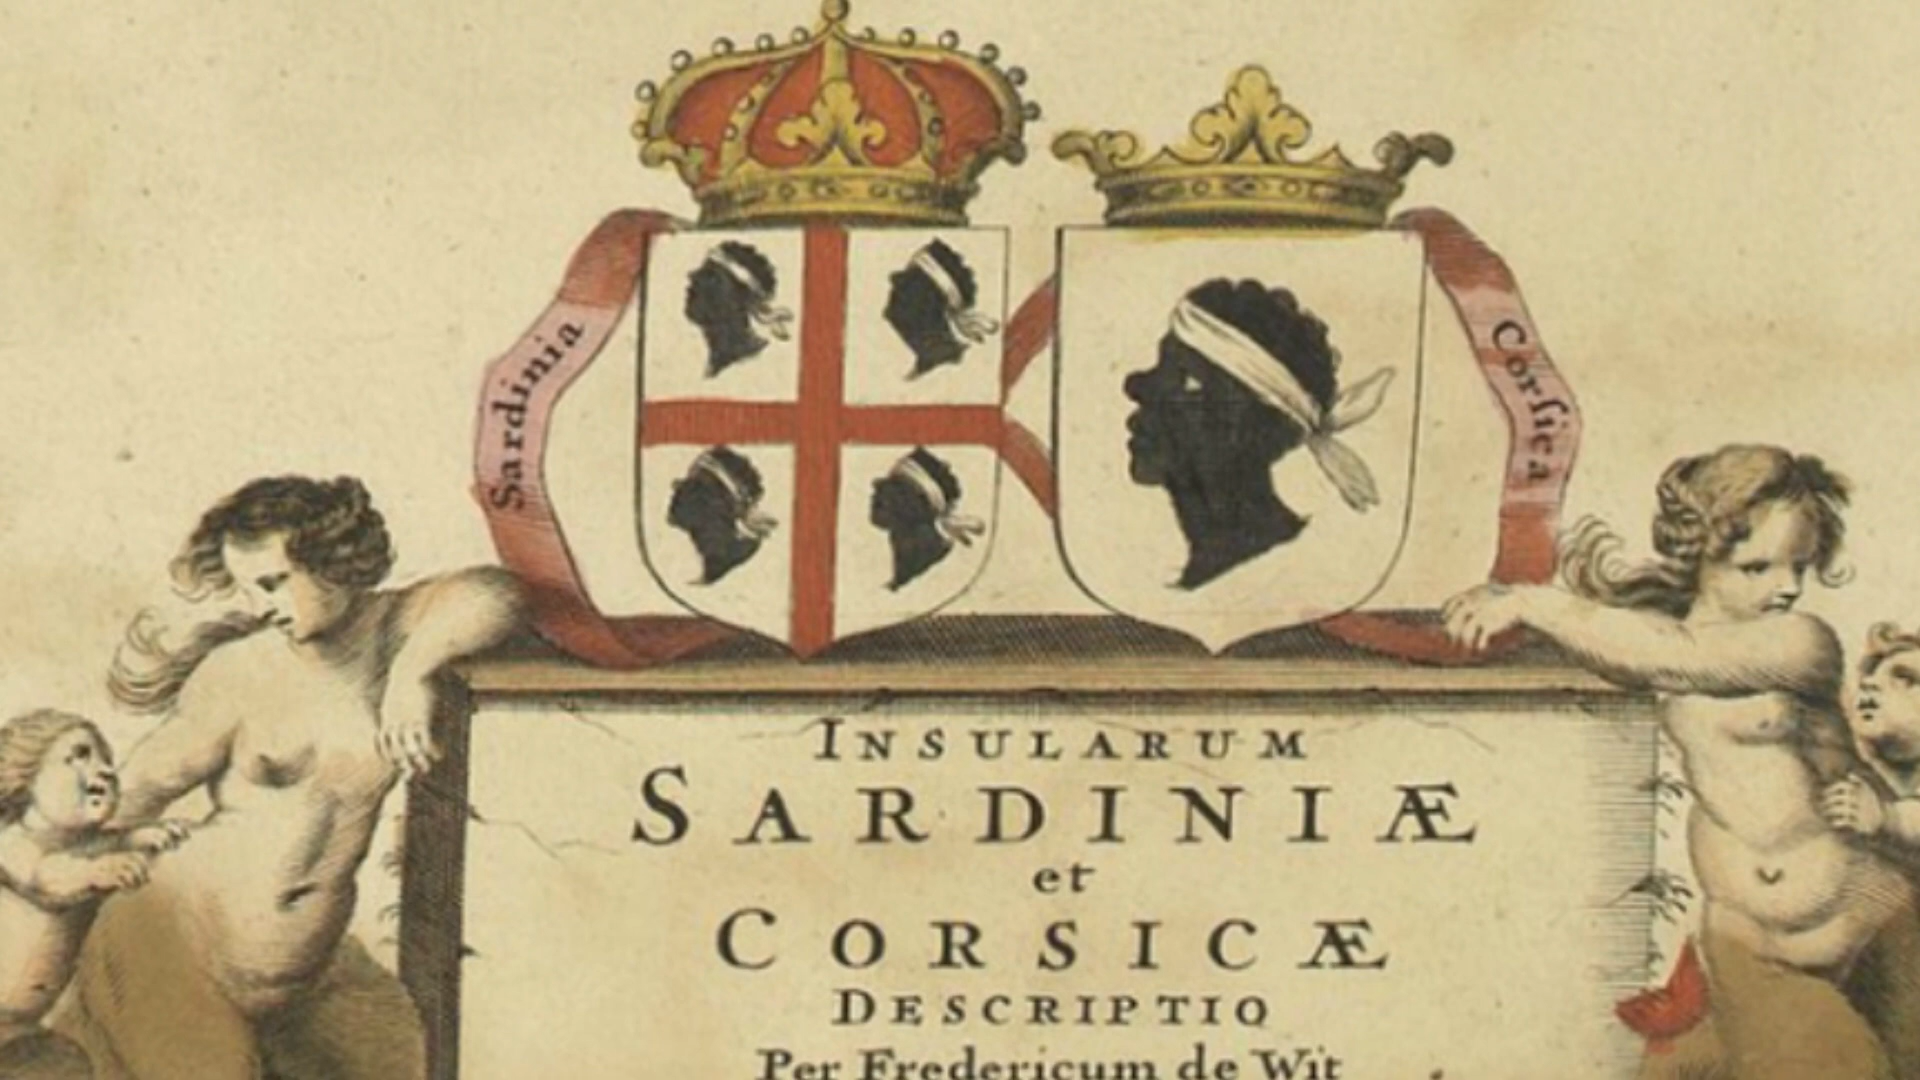 Sardinia
Corſica
INSULARUM
SARDINIÆ
et
CORSICÆ
DESCRIPTIO
Per Fredericum de Wit